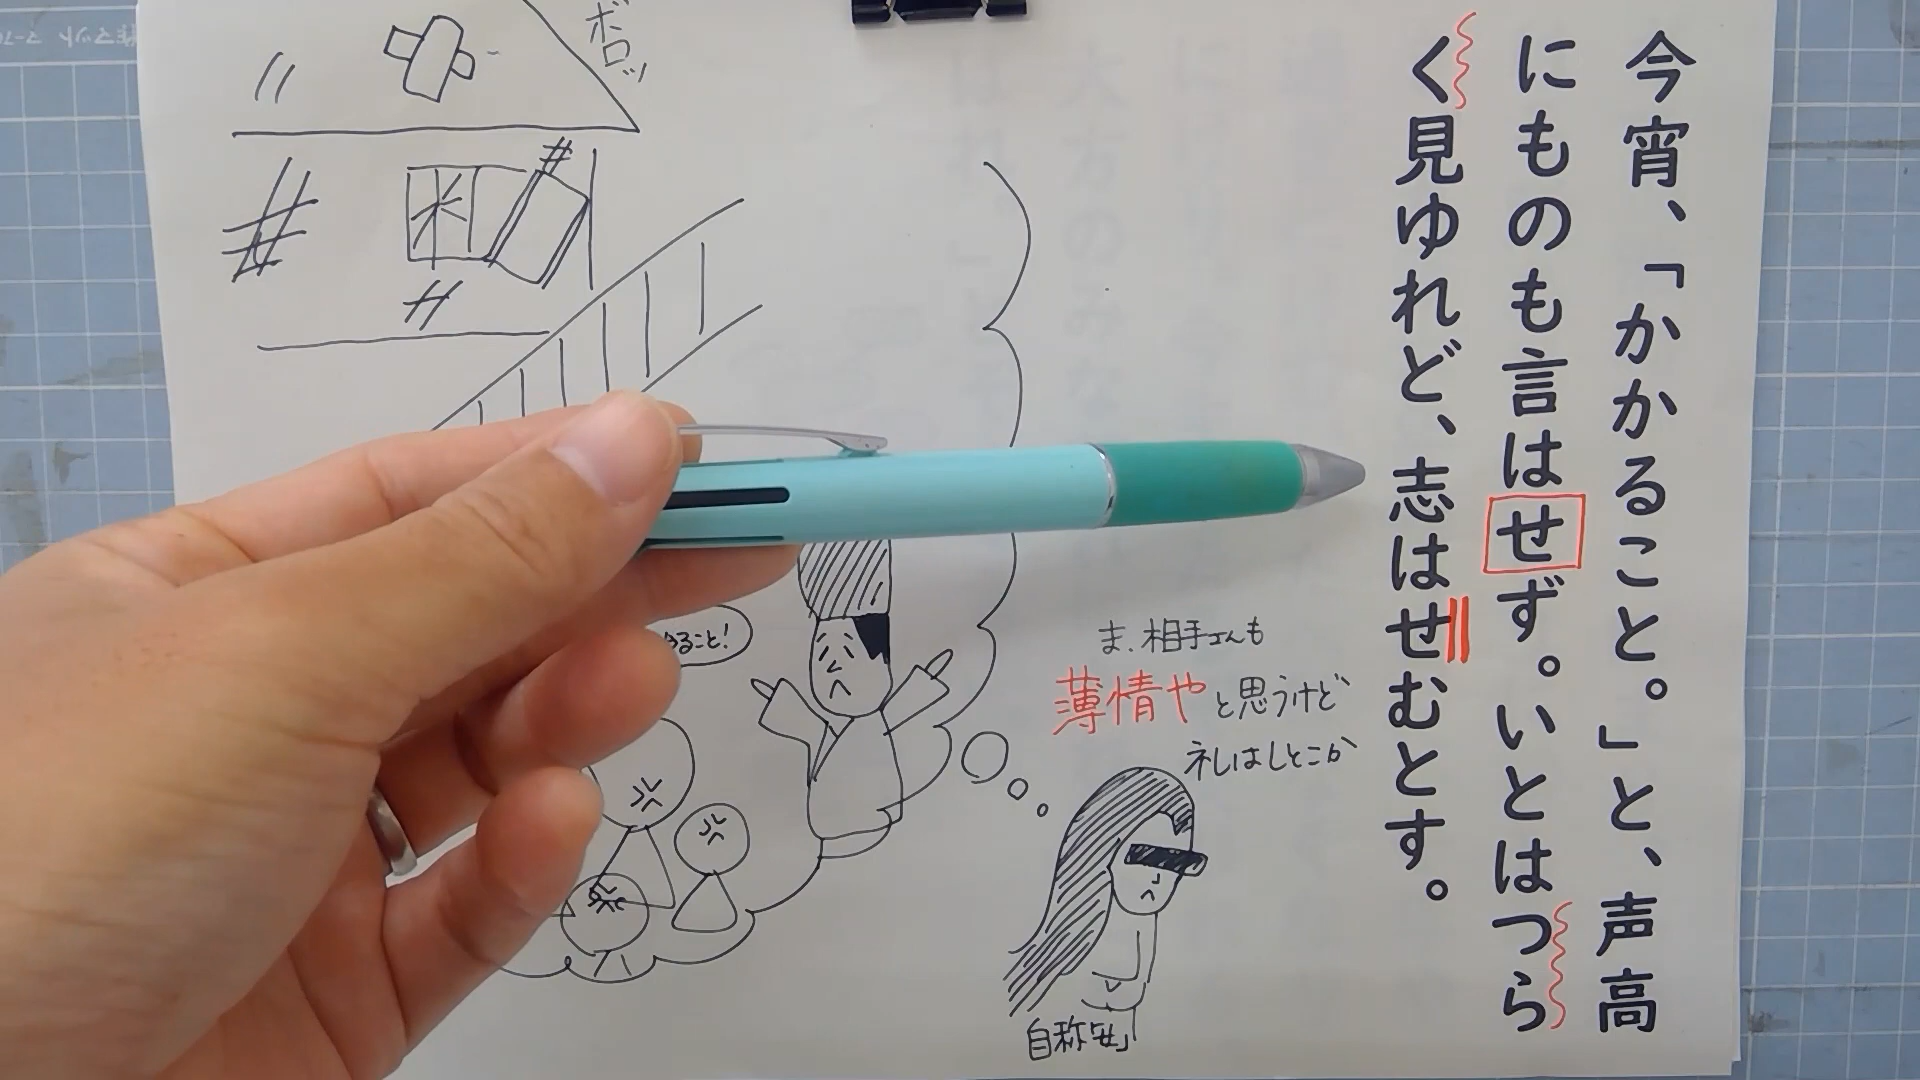 今宵、「かかること。」と、声高
にものも言はせず。いとはつら
く見ゆれど、志はせむとす。
ボロッ
ること!
ま、相手さんも
薄情やと思うけど
礼はしとこか
自称「女」